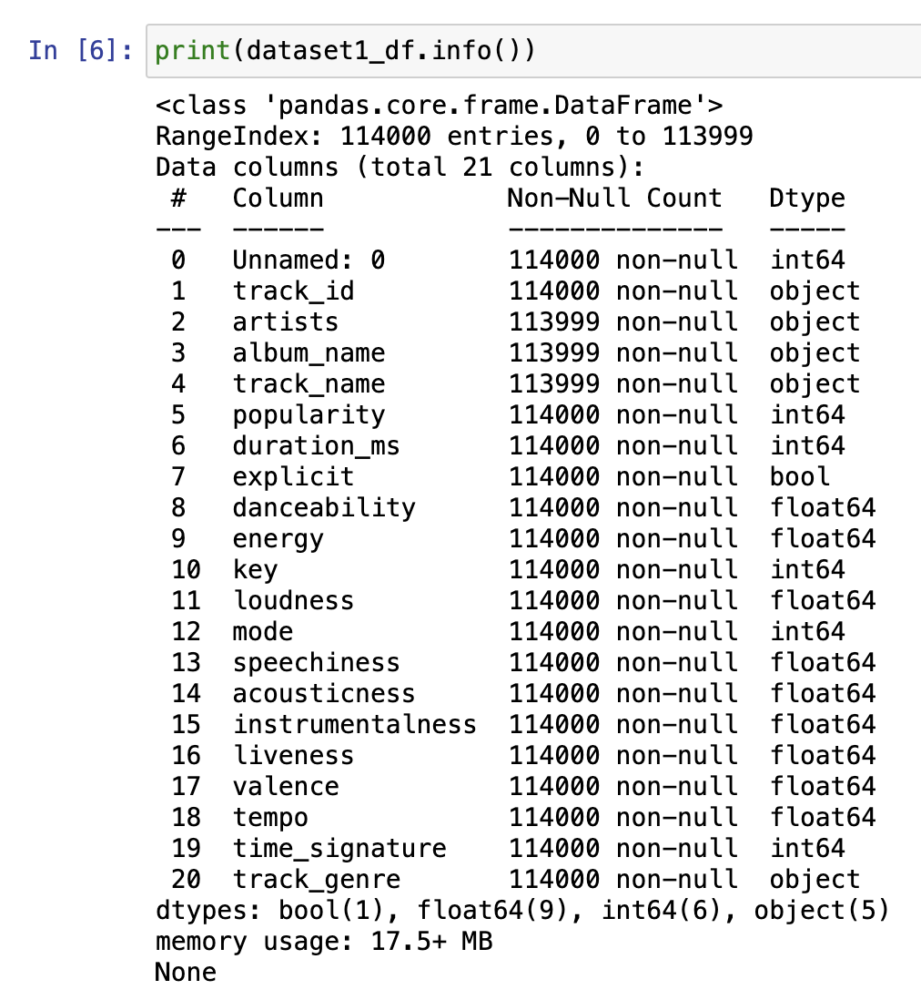 In [6]: print(dataset1_df.info())
<class 'pandas.core.frame.DataFrame'>
RangeIndex: 114000 entries, 0 to 113999
Data columns (total 21 columns):
 #   Column            Non-Null Count   Dtype
---  ------            --------------   -----
 0   Unnamed: 0        114000 non-null  int64
 1   track_id          114000 non-null  object
 2   artists           113999 non-null  object
 3   album_name        113999 non-null  object
 4   track_name        113999 non-null  object
 5   popularity        114000 non-null  int64
 6   duration_ms       114000 non-null  int64
 7   explicit          114000 non-null  bool
 8   danceability      114000 non-null  float64
 9   energy            114000 non-null  float64
 10  key               114000 non-null  int64
 11  loudness          114000 non-null  float64
 12  mode              114000 non-null  int64
 13  speechiness       114000 non-null  float64
 14  acousticness      114000 non-null  float64
 15  instrumentalness  114000 non-null  float64
 16  liveness          114000 non-null  float64
 17  valence           114000 non-null  float64
 18  tempo             114000 non-null  float64
 19  time_signature    114000 non-null  int64
 20  track_genre       114000 non-null  object
dtypes: bool(1), float64(9), int64(6), object(5)
memory usage: 17.5+ MB
None